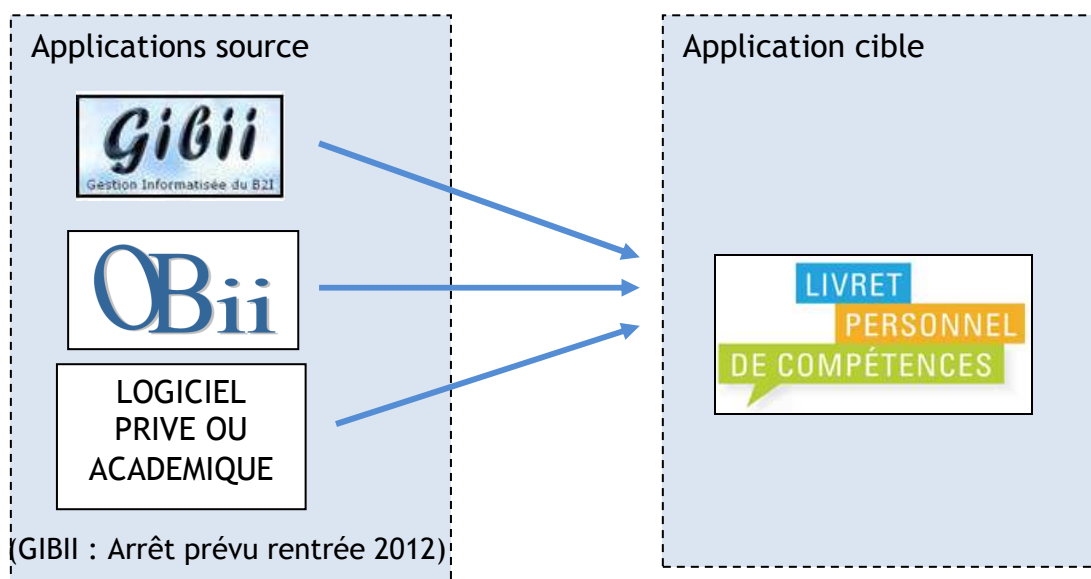 Applications source
Gibii
Gestion Informatisée du B2I
OBii
LOGICIEL
PRIVE OU
ACADEMIQUE
(GIBII : Arrêt prévu rentrée 2012)
Application cible
LIVRET
PERSONNEL
DE COMPÉTENCES